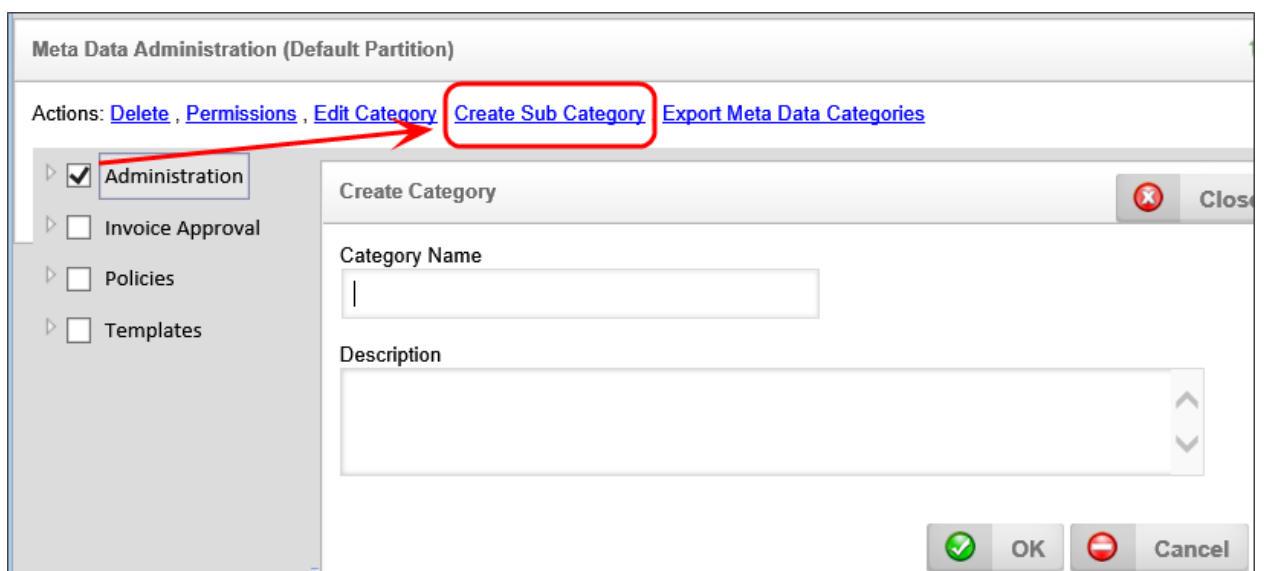 Meta Data Administration (Default Partition)
Actions: Delete , Permissions , Edit Category , Create Sub Category , Export Meta Data Categories
Administration
Invoice Approval
Policies
Templates
Create Category
Close
Category Name
Description
OK
Cancel